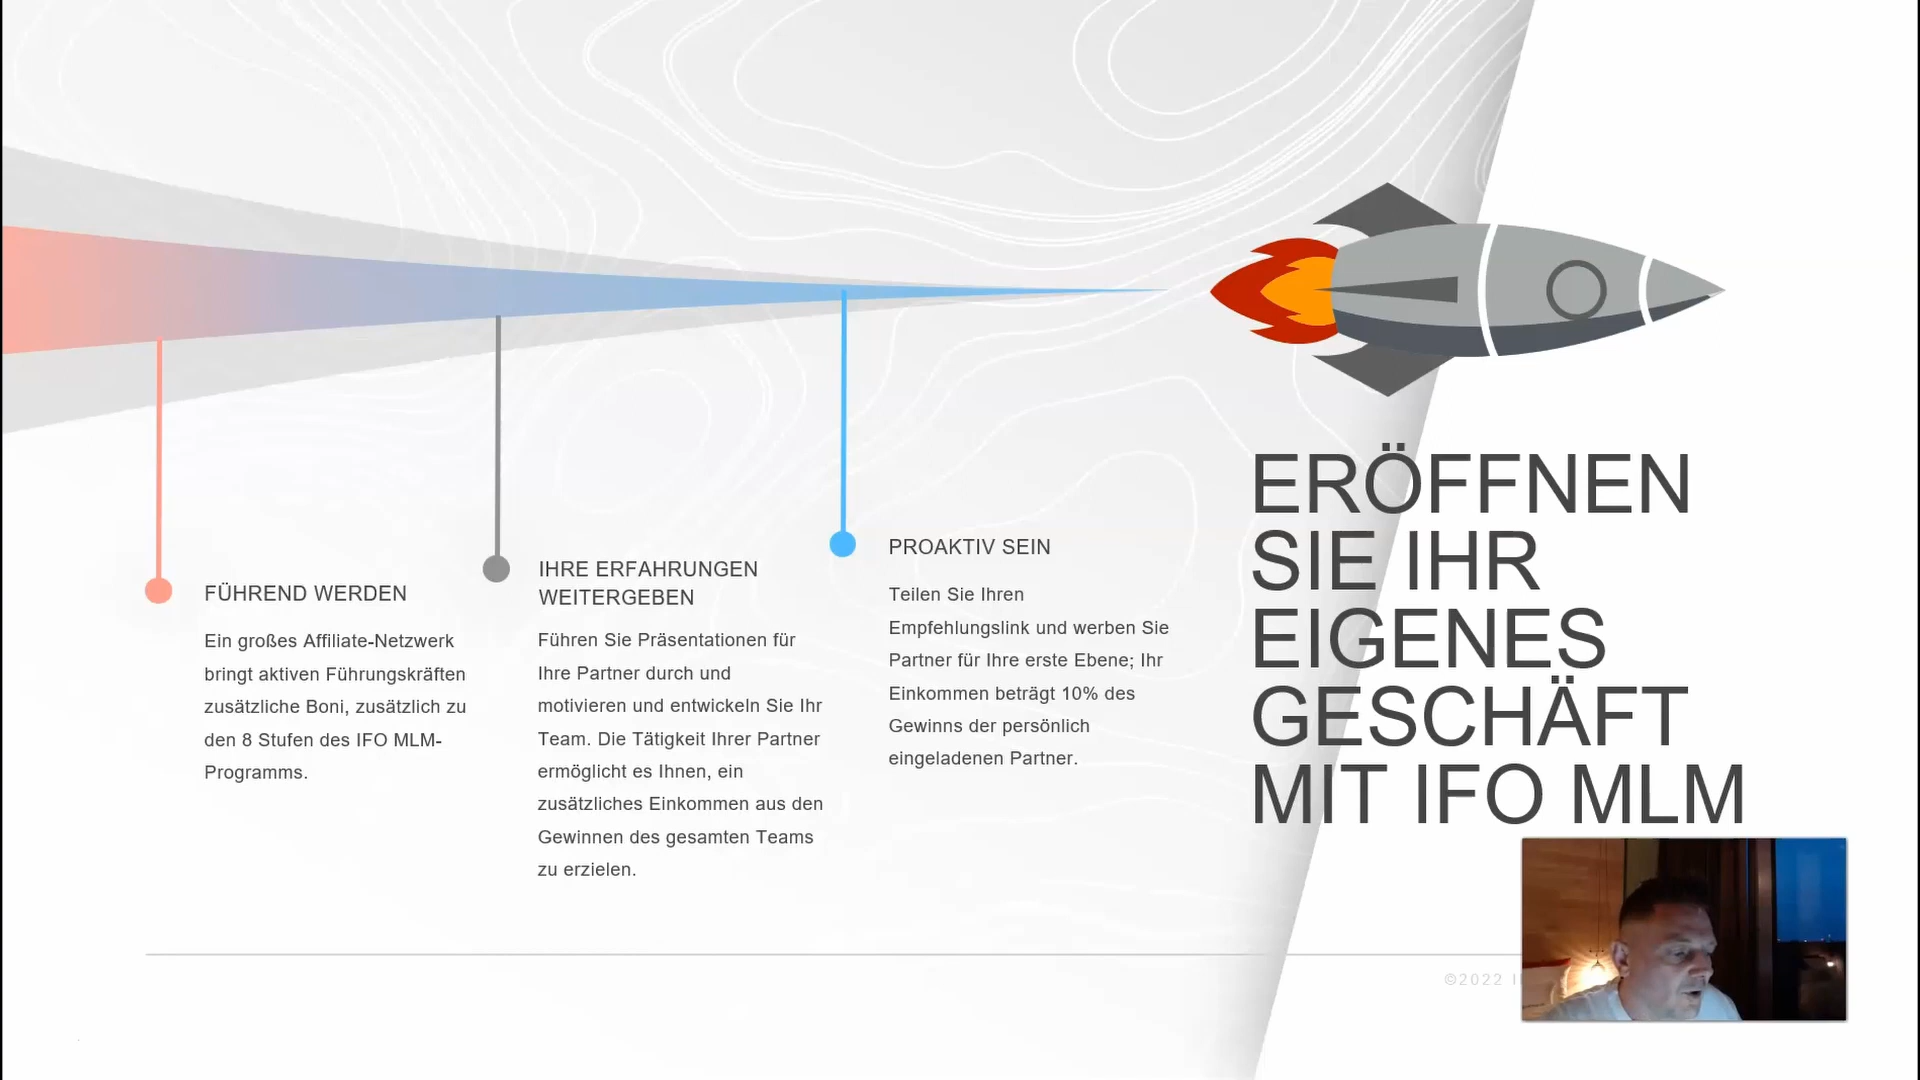 FÜHREND WERDEN
Ein großes Affiliate-Netzwerk
bringt aktiven Führungskräften
zusätzliche Boni, zusätzlich zu
den 8 Stufen des IFO MLM-
Programms.
IHRE ERFAHRUNGEN
WEITERGEBEN
Führen Sie Präsentationen für
Ihre Partner durch und
motivieren und entwickeln Sie Ihr
Team. Die Tätigkeit Ihrer Partner
ermöglicht es Ihnen, ein
zusätzliches Einkommen aus den
Gewinnen des gesamten Teams
zu erzielen.
PROAKTIV SEIN
Teilen Sie Ihren
Empfehlungslink und werben Sie
Partner für Ihre erste Ebene; Ihr
Einkommen beträgt 10% des
Gewinns der persönlich
eingeladenen Partner.
ERÖFFNEN
SIE IHR
EIGENES
GESCHÄFT
MIT IFO MLM
©2022